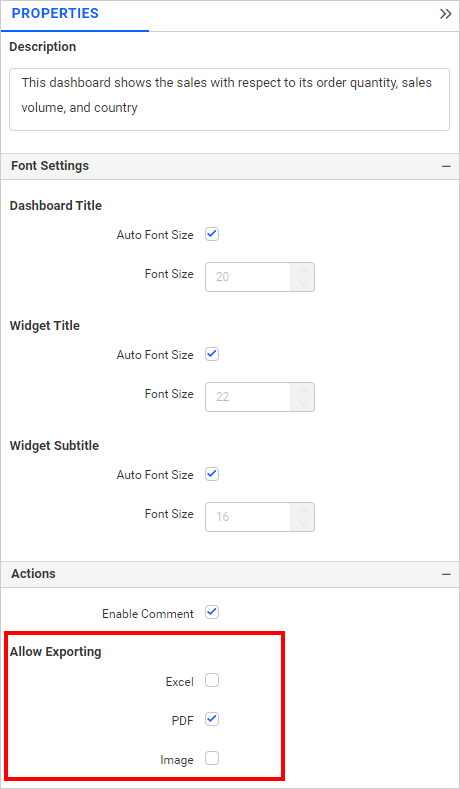 PROPERTIES
Description
This dashboard shows the sales with respect to its order quantity, sales
volume, and country
Font Settings
Dashboard Title
Auto Font Size
Font Size 20
Widget Title
Auto Font Size
Font Size 22
Widget Subtitle
Auto Font Size
Font Size 16
Actions
Enable Comment
Allow Exporting
Excel
PDF
Image